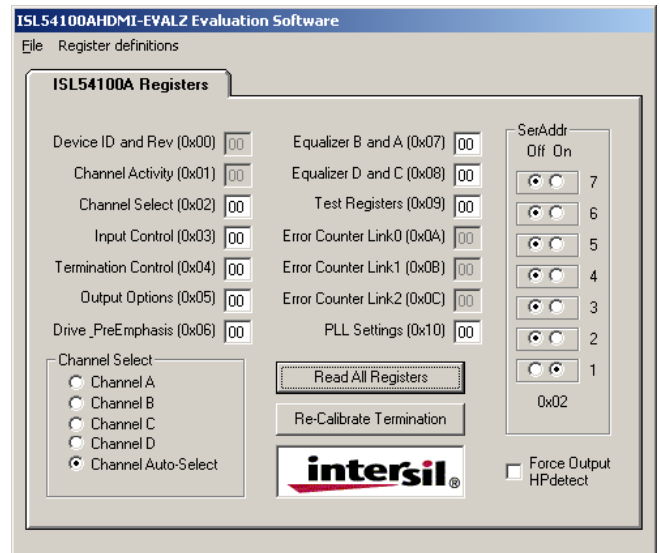 ISL54100AHDMI-EVALZ Evaluation Software
File Register definitions
ISL54100A Registers
Device ID and Rev (0x00) 00
Channel Activity (0x01) 00
Channel Select (0x02) 00
Input Control (0x03) 00
Termination Control (0x04) 00
Output Options (0x05) 00
Drive_PreEmphasis (0x06) 00
Equalizer B and A (0x07) 00
Equalizer D and C (0x08) 00
Test Registers (0x09) 00
Error Counter Link0 (0x0A) 00
Error Counter Link1 (0x0B) 00
Error Counter Link2 (0x0C) 00
PLL Settings (0x10) 00
SerAddr
Off On
7
6
5
4
3
2
1
0x02
Channel Select
Channel A
Channel B
Channel C
Channel D
Channel Auto-Select
Read All Registers
Re-Calibrate Termination
intersil®
Force Output
HPdetect